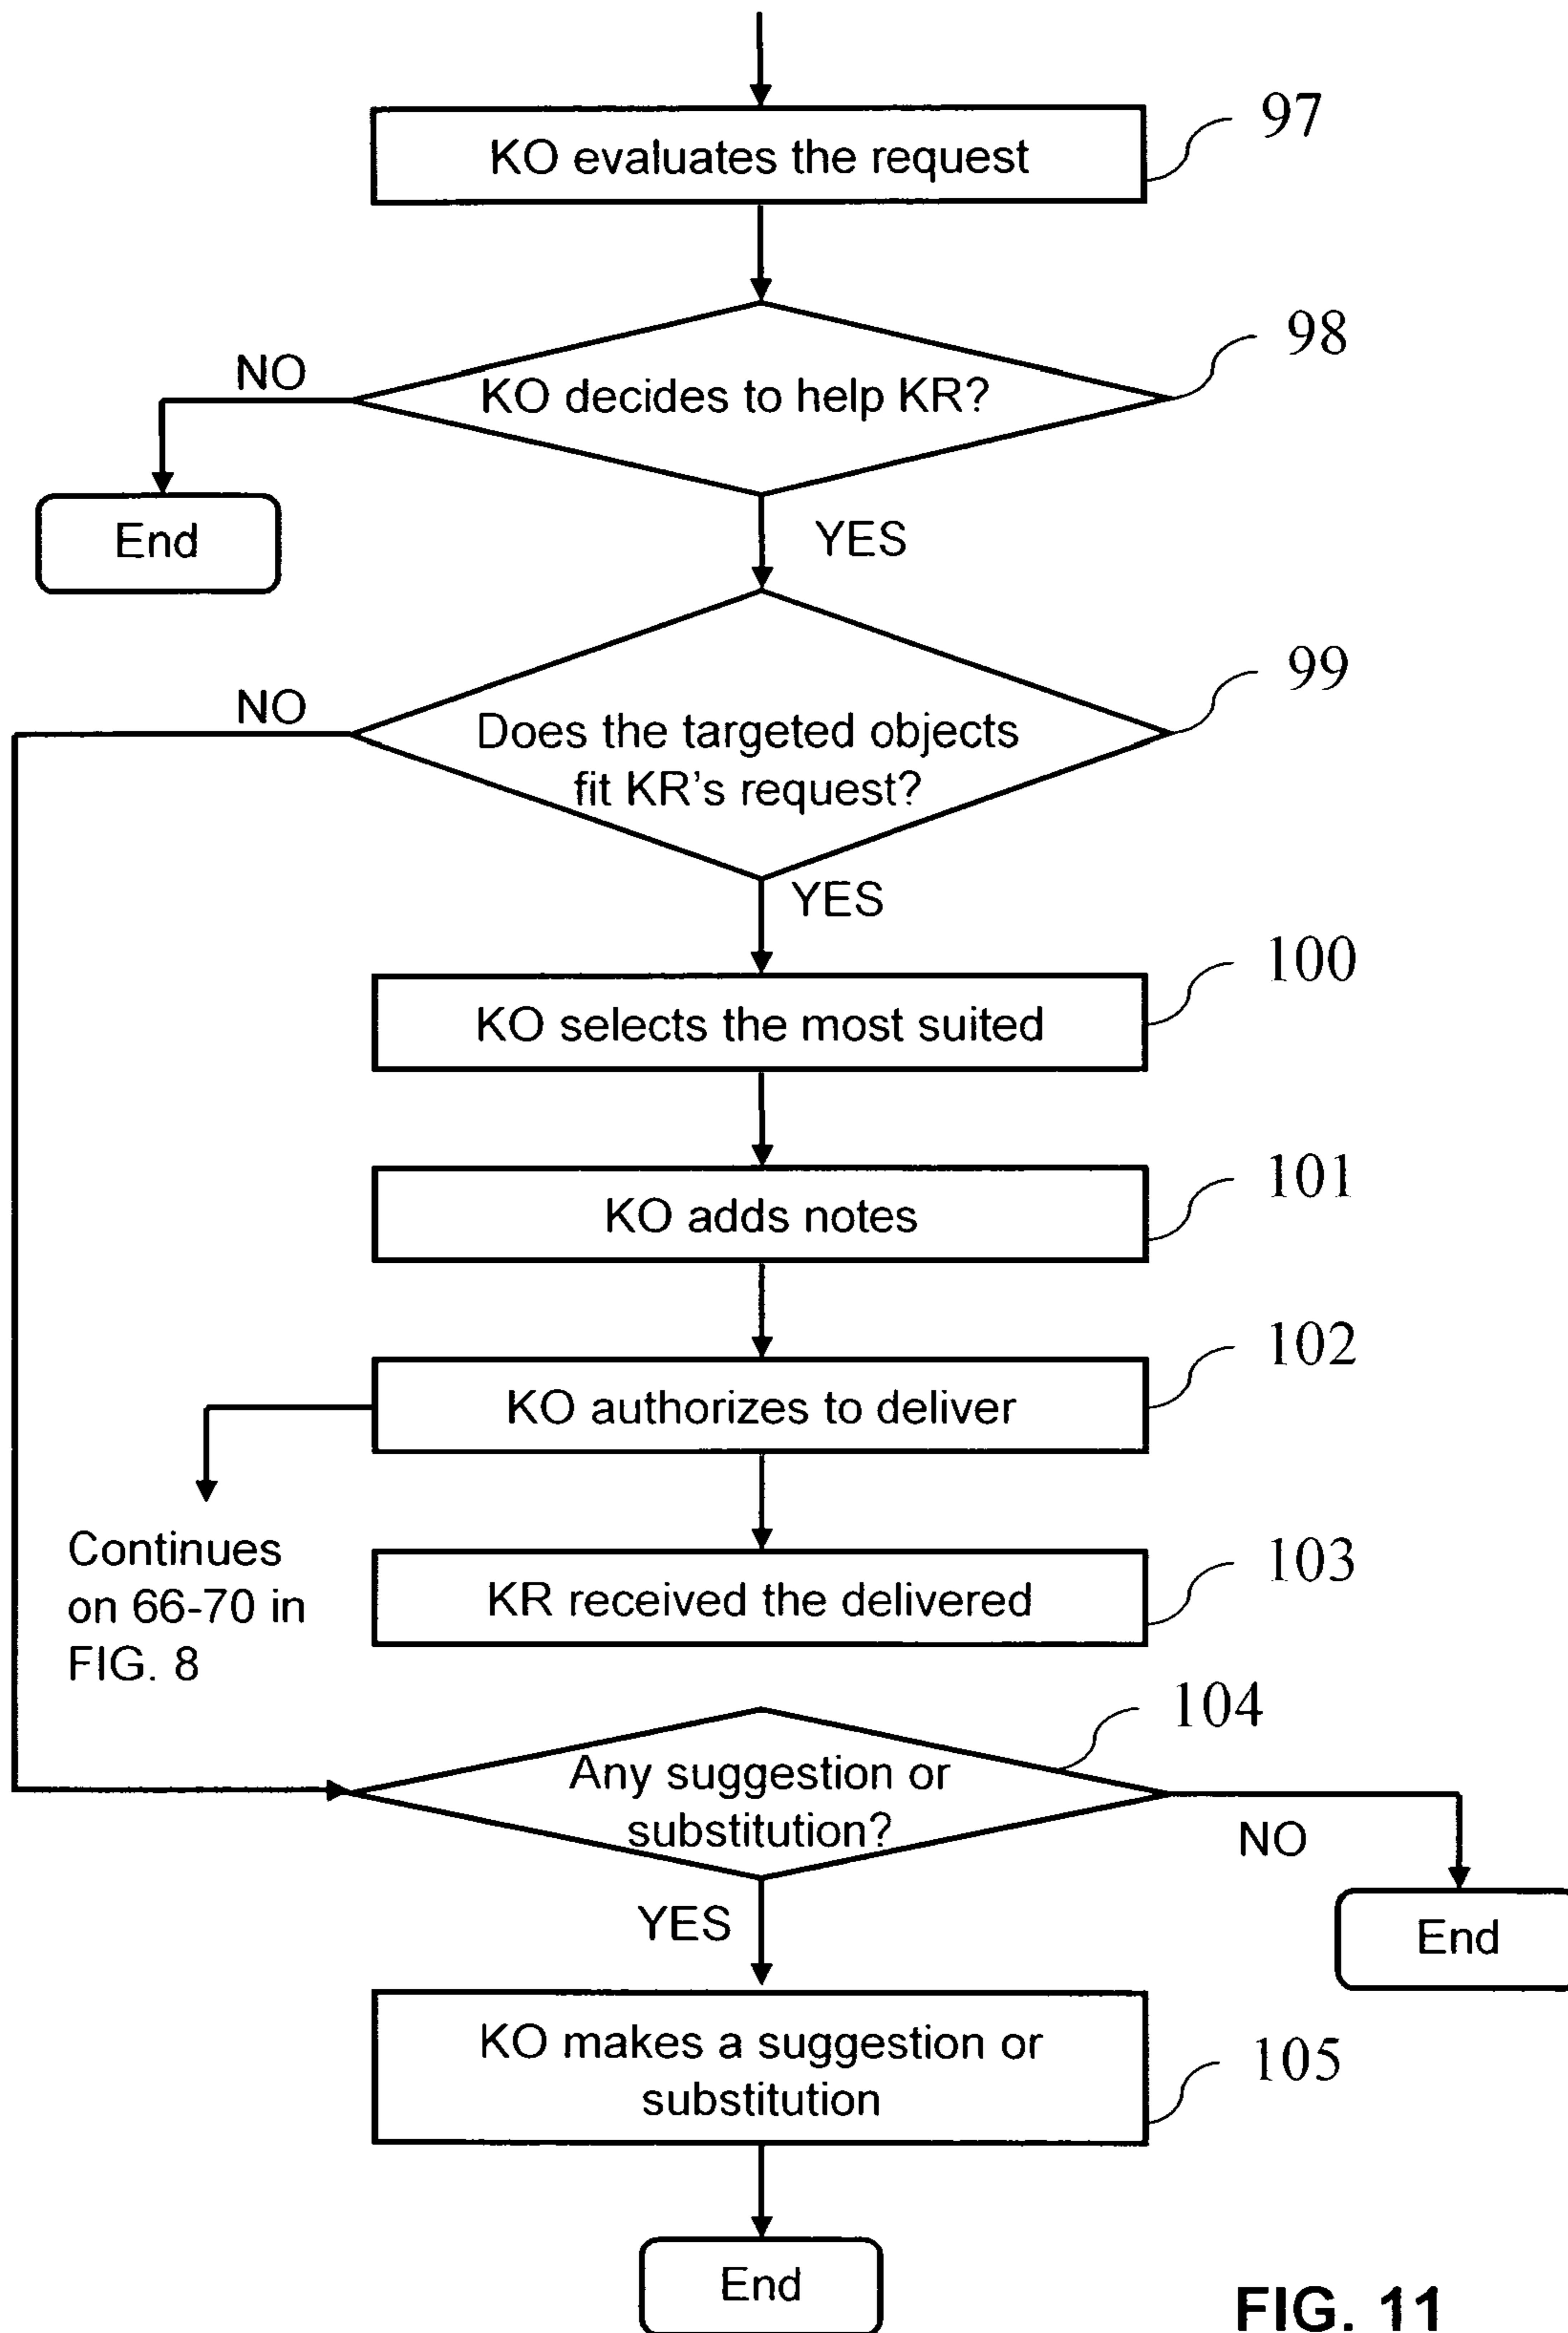 97
KO evaluates the request
98
NO
KO decides to help KR?
End
YES
99
NO
Does the targeted objects
fit KR's request?
YES
100
KO selects the most suited
101
KO adds notes
102
KO authorizes to deliver
Continues
on 66-70 in
FIG. 8
103
KR received the delivered
104
Any suggestion or
substitution?
NO
YES
End
KO makes a suggestion or
substitution
105
End
FIG. 11